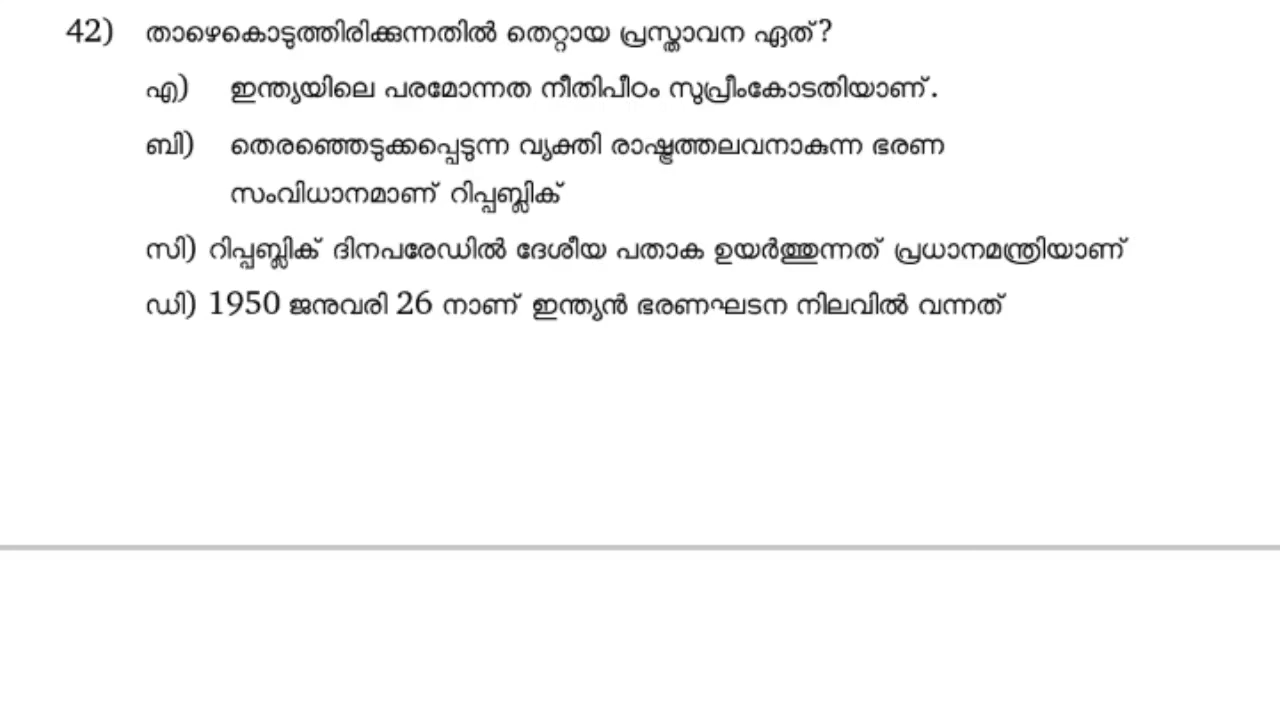 42) താഴെകൊടുത്തിരിക്കുന്നതിൽ തെറ്റായ പ്രസ്താവന ഏത്?
എ) ഇന്ത്യയിലെ പരമോന്നത നീതിപീഠം സുപ്രീംകോടതിയാണ്.
ബി) തെരഞ്ഞെടുക്കപ്പെടുന്ന വ്യക്തി രാഷ്ട്രത്തലവനാകുന്ന ഭരണ
സംവിധാനമാണ് റിപ്പബ്ലിക്
സി) റിപ്പബ്ലിക് ദിനപരേഡിൽ ദേശീയ പതാക ഉയർത്തുന്നത് പ്രധാനമന്ത്രിയാണ്
ഡി) 1950 ജനുവരി 26 നാണ് ഇന്ത്യൻ ഭരണഘടന നിലവിൽ വന്നത്